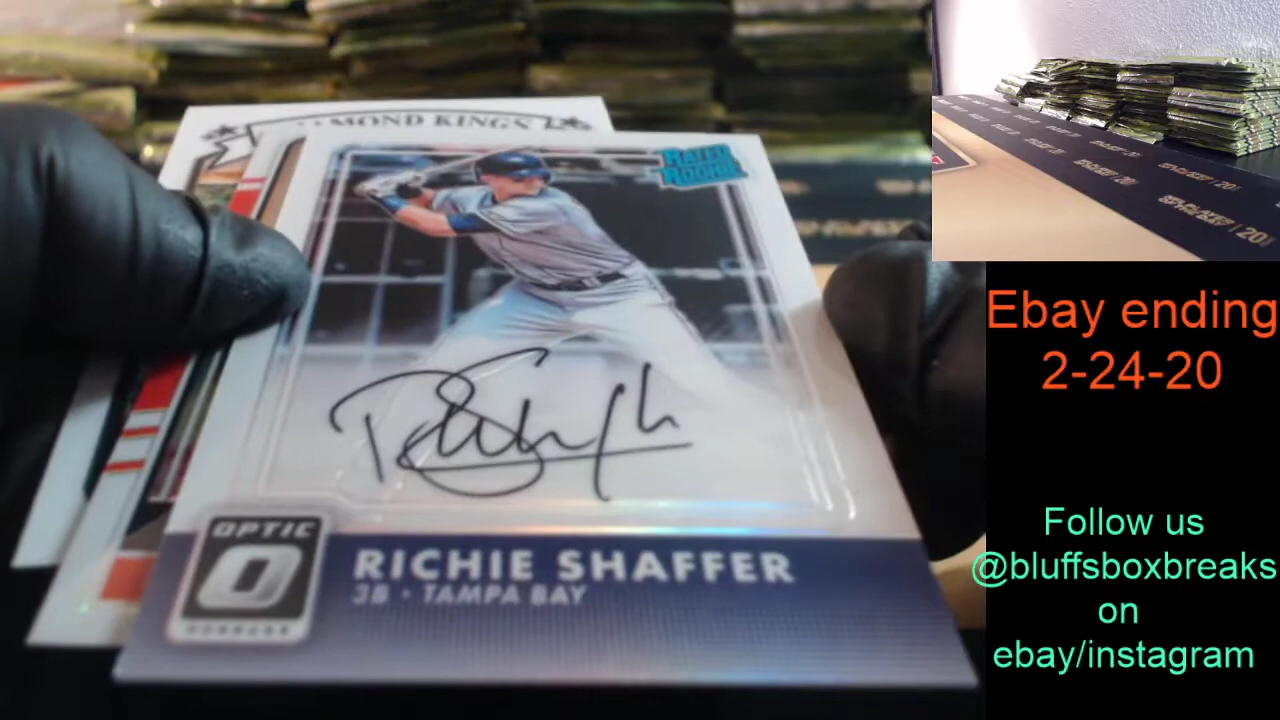 MOND KINGS
RATED
ROOKIE
OPTIC
DONRUSS
RICHIE SHAFFER
3B • TAMPA BAY
Ebay ending
2-24-20
Follow us
@bluffsboxbreaks
on
ebay/instagram